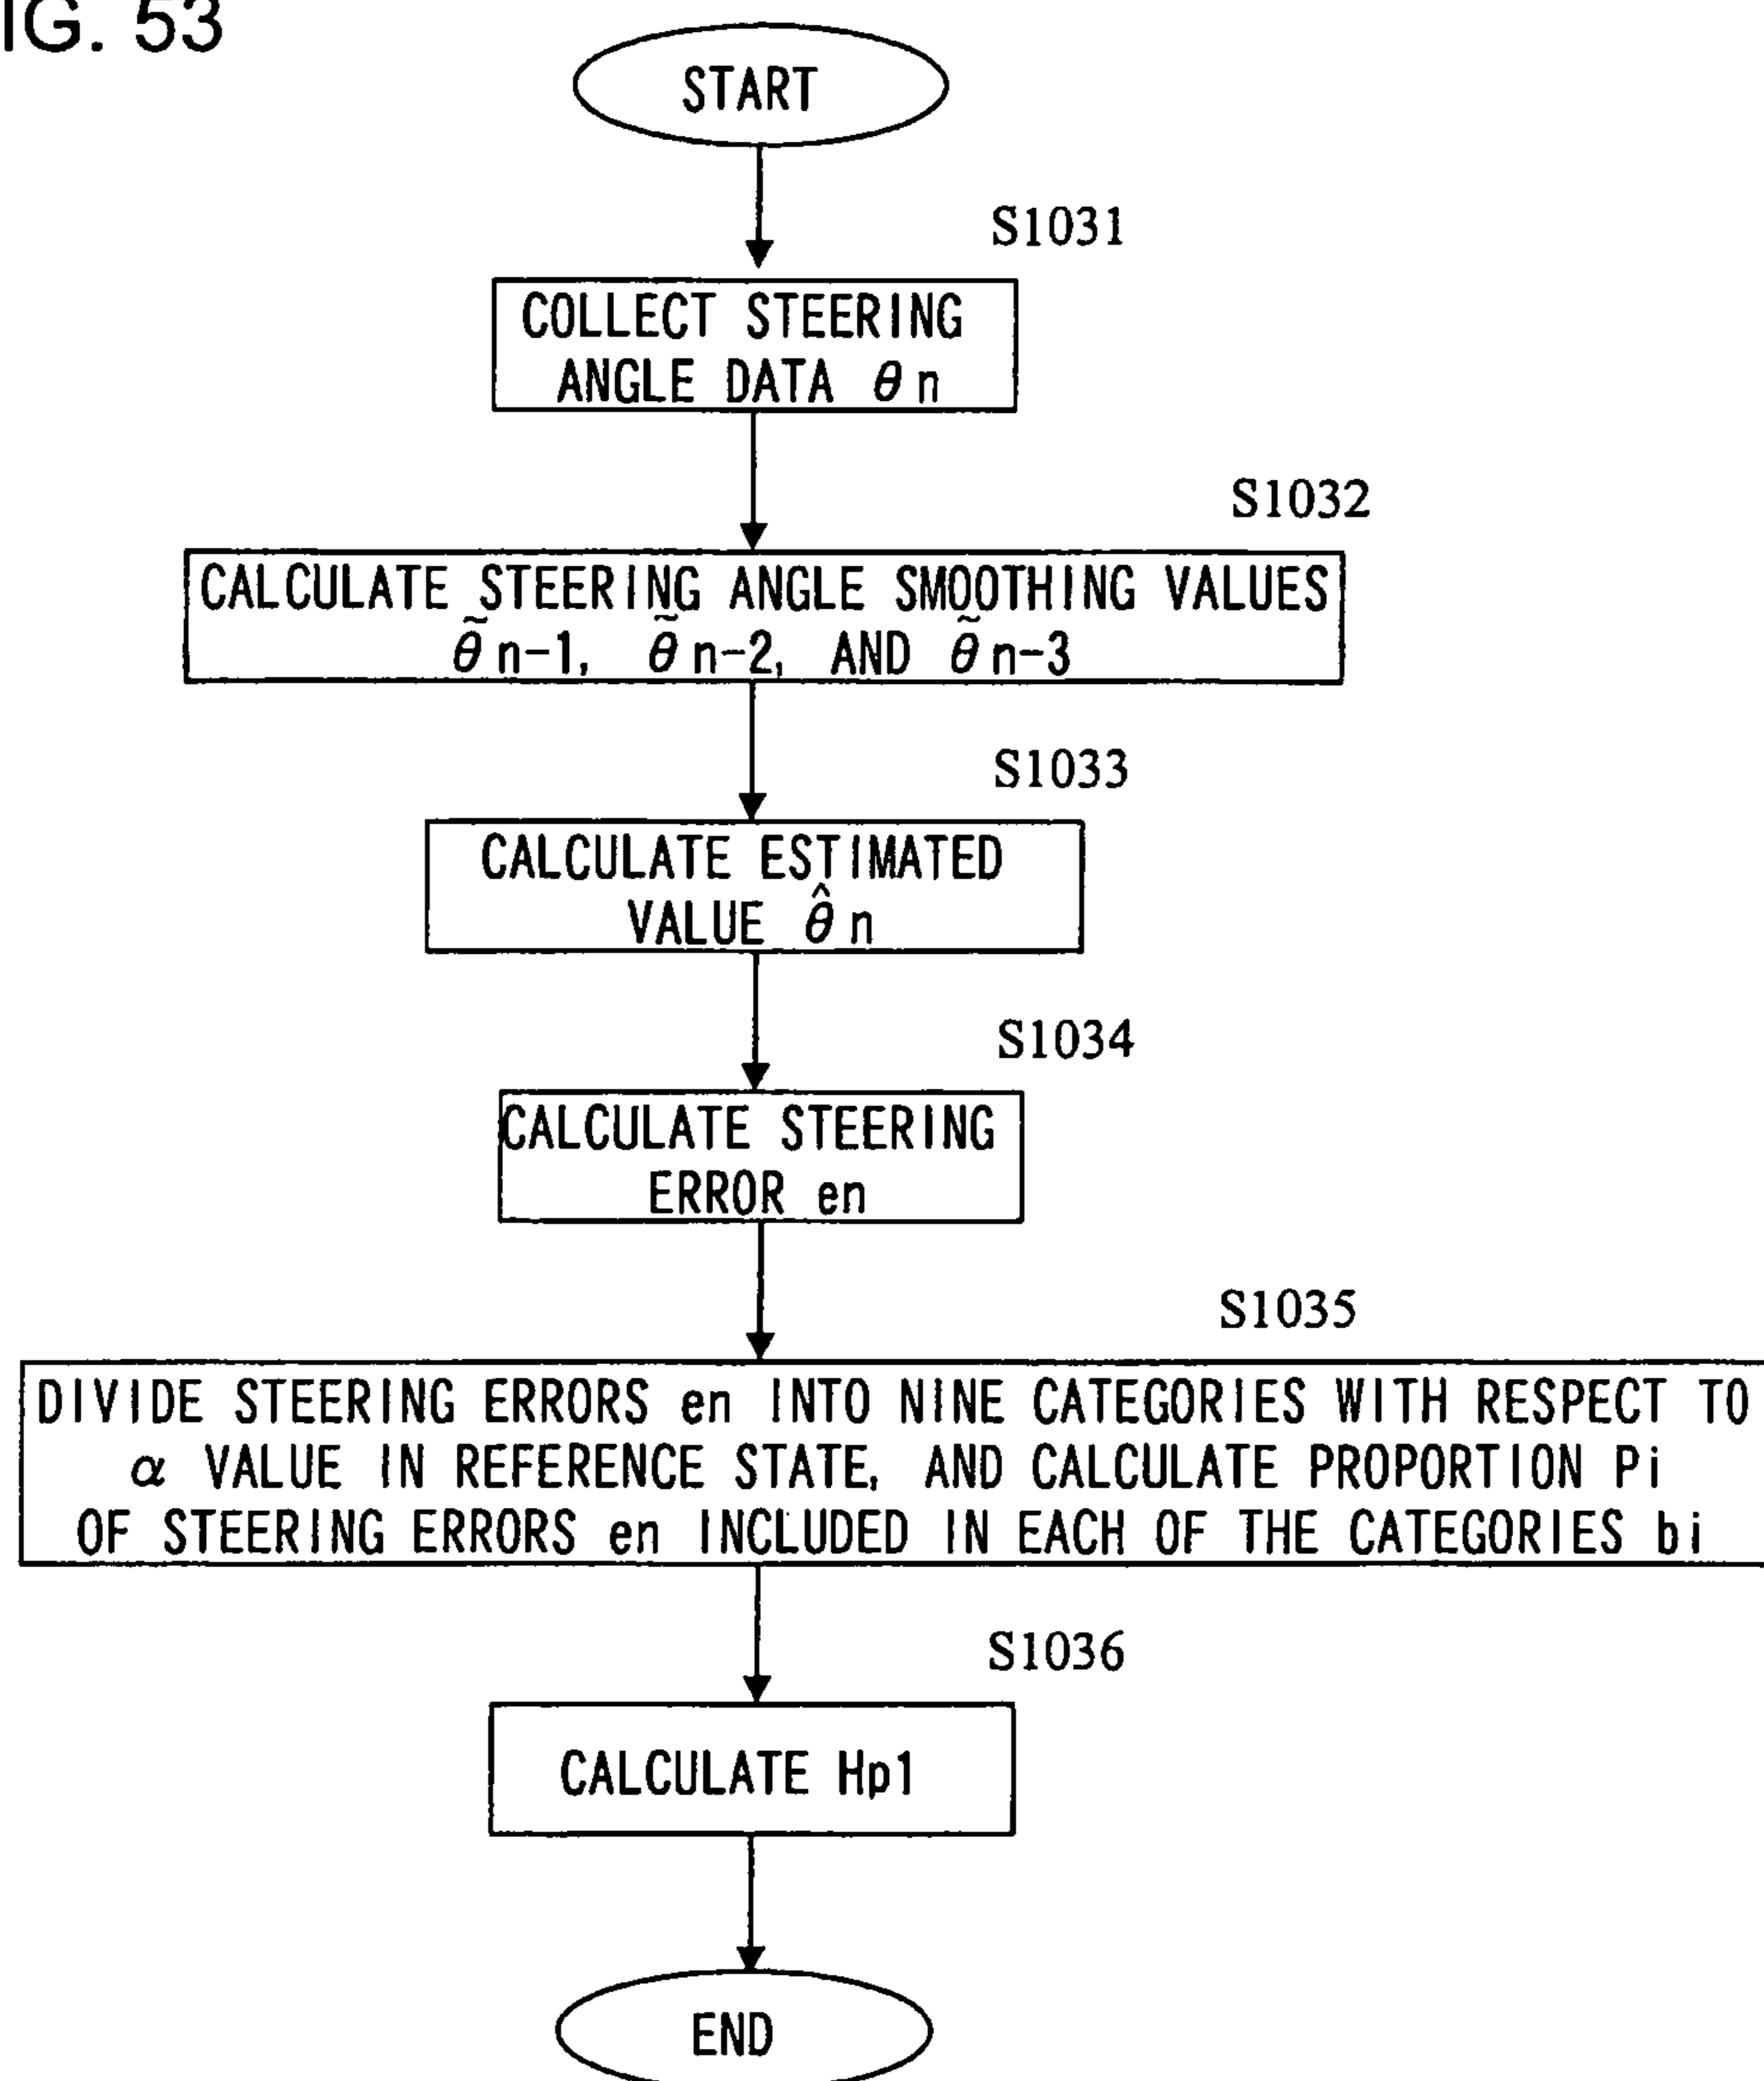 IG. 53
START
S1031
COLLECT STEERING
ANGLE DATA θn
S1032
CALCULATE STEERING ANGLE SMOOTHING VALUES
θ̃n-1, θ̃n-2, AND θ̃n-3
S1033
CALCULATE ESTIMATED
VALUE θ̂n
S1034
CALCULATE STEERING
ERROR en
S1035
DIVIDE STEERING ERRORS en INTO NINE CATEGORIES WITH RESPECT TO
α VALUE IN REFERENCE STATE, AND CALCULATE PROPORTION Pi
OF STEERING ERRORS en INCLUDED IN EACH OF THE CATEGORIES bi
S1036
CALCULATE Hp1
END